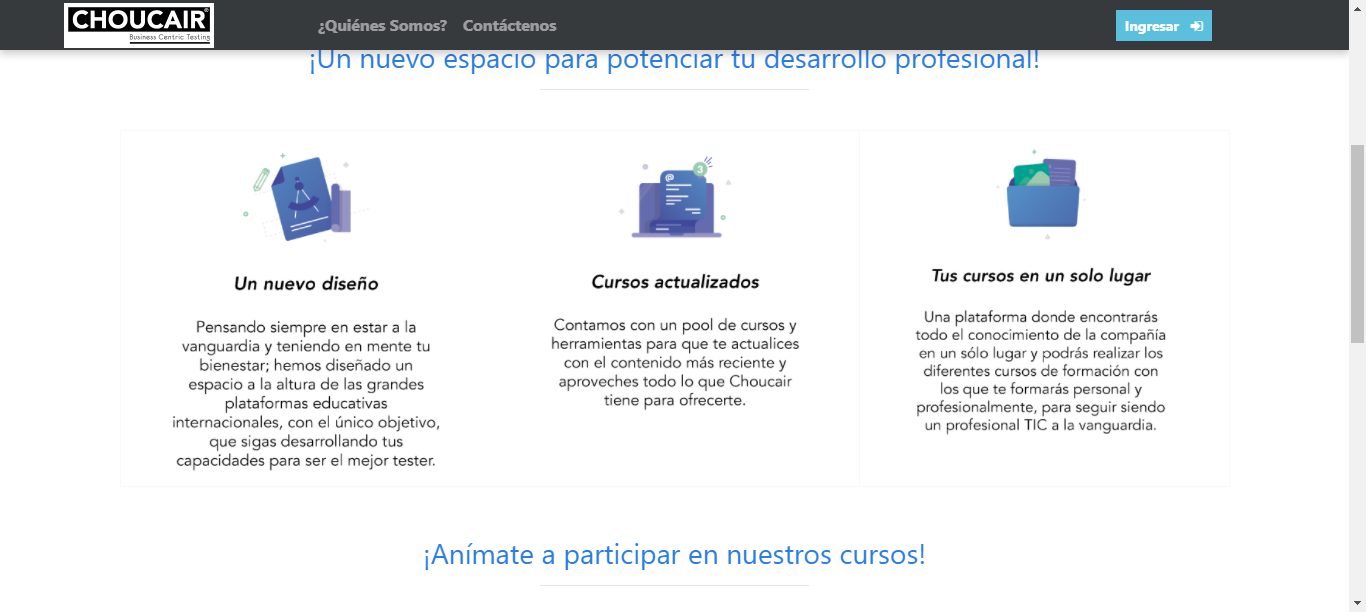 CHOUCAIR®
Business Centric Testing
¿Quiénes Somos? Contáctenos
Ingresar
¡Un nuevo espacio para potenciar tu desarrollo profesional!
Un nuevo diseño
Pensando siempre en estar a la
vanguardia y teniendo en mente tu
bienestar; hemos diseñado un
espacio a la altura de las grandes
plataformas educativas
internacionales, con el único objetivo,
que sigas desarrollando tus
capacidades para ser el mejor tester.
@ 3
Cursos actualizados
Contamos con un pool de cursos y
herramientas para que te actualices
con el contenido más reciente y
aproveches todo lo que Choucair
tiene para ofrecerte.
Tus cursos en un solo lugar
Una plataforma donde encontrarás
todo el conocimiento de la compañía
en un sólo lugar y podrás realizar los
diferentes cursos de formación con
los que te formarás personal y
profesionalmente, para seguir siendo
un profesional TIC a la vanguardia.
¡Anímate a participar en nuestros cursos!